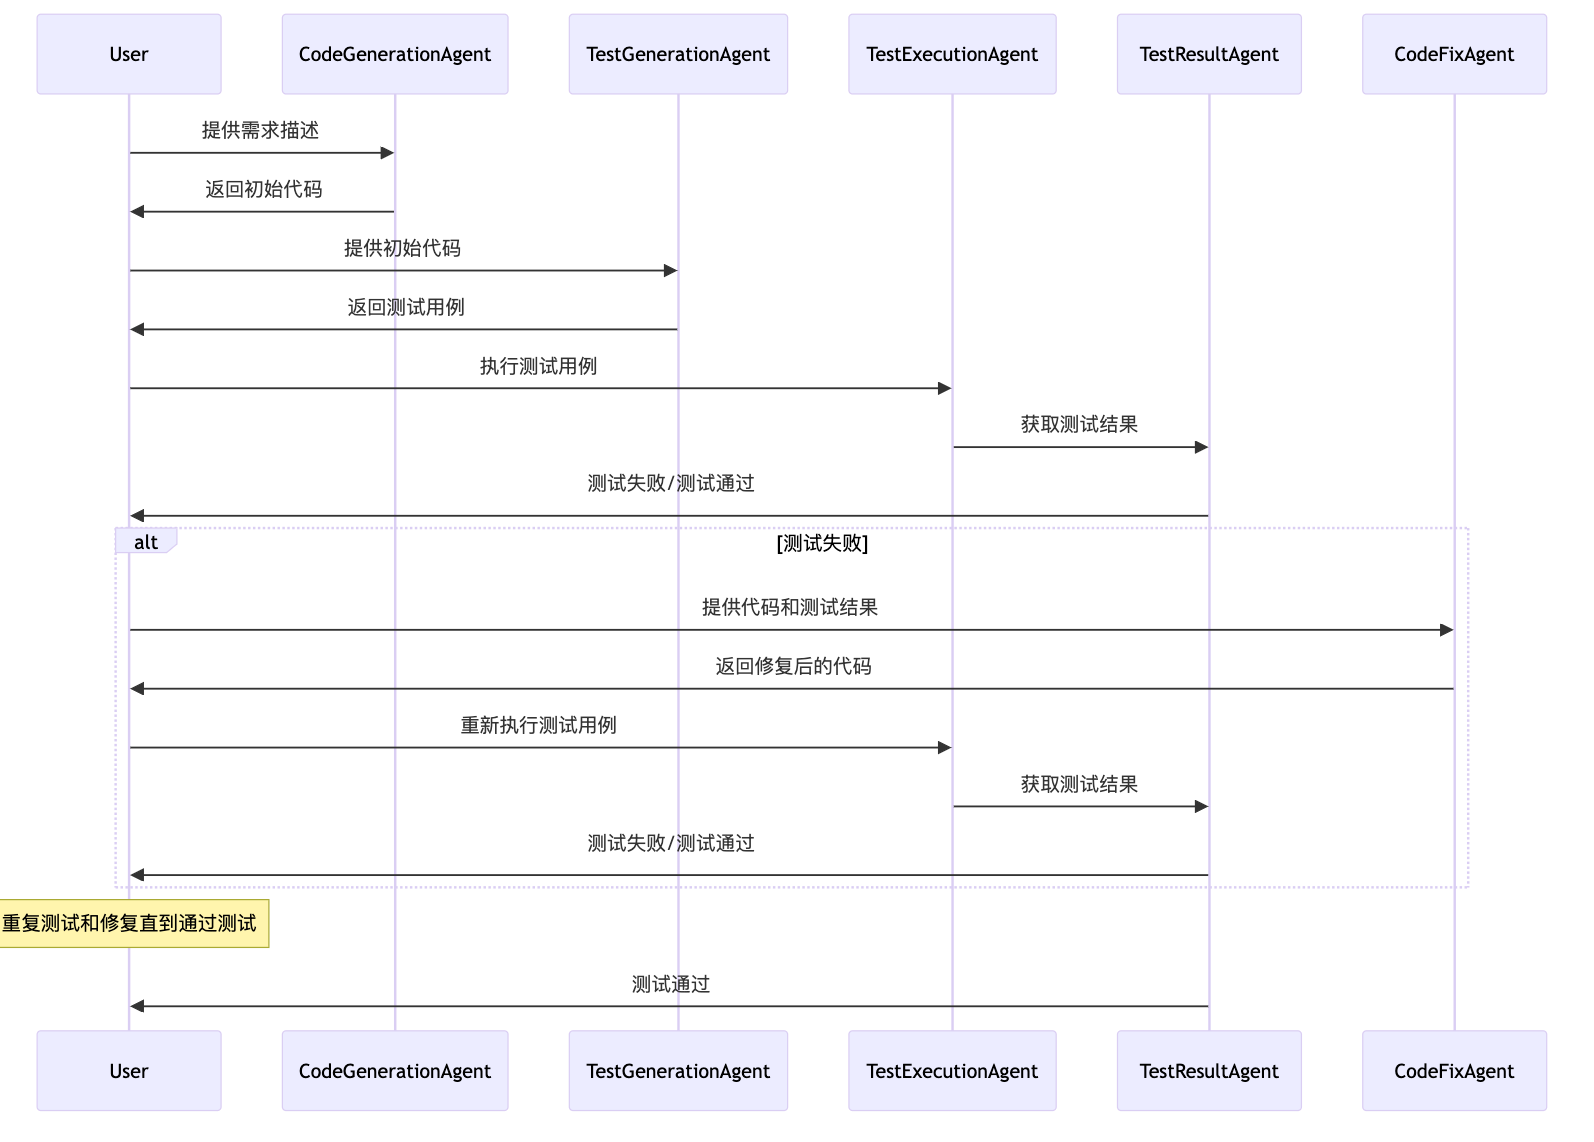 User
CodeGenerationAgent
TestGenerationAgent
TestExecutionAgent
TestResultAgent
CodeFixAgent
提供需求描述
返回初始代码
提供初始代码
返回测试用例
执行测试用例
获取测试结果
测试失败/测试通过
alt
[测试失败]
提供代码和测试结果
返回修复后的代码
重新执行测试用例
获取测试结果
测试失败/测试通过
重复测试和修复直到通过测试
测试通过
User
CodeGenerationAgent
TestGenerationAgent
TestExecutionAgent
TestResultAgent
CodeFixAgent